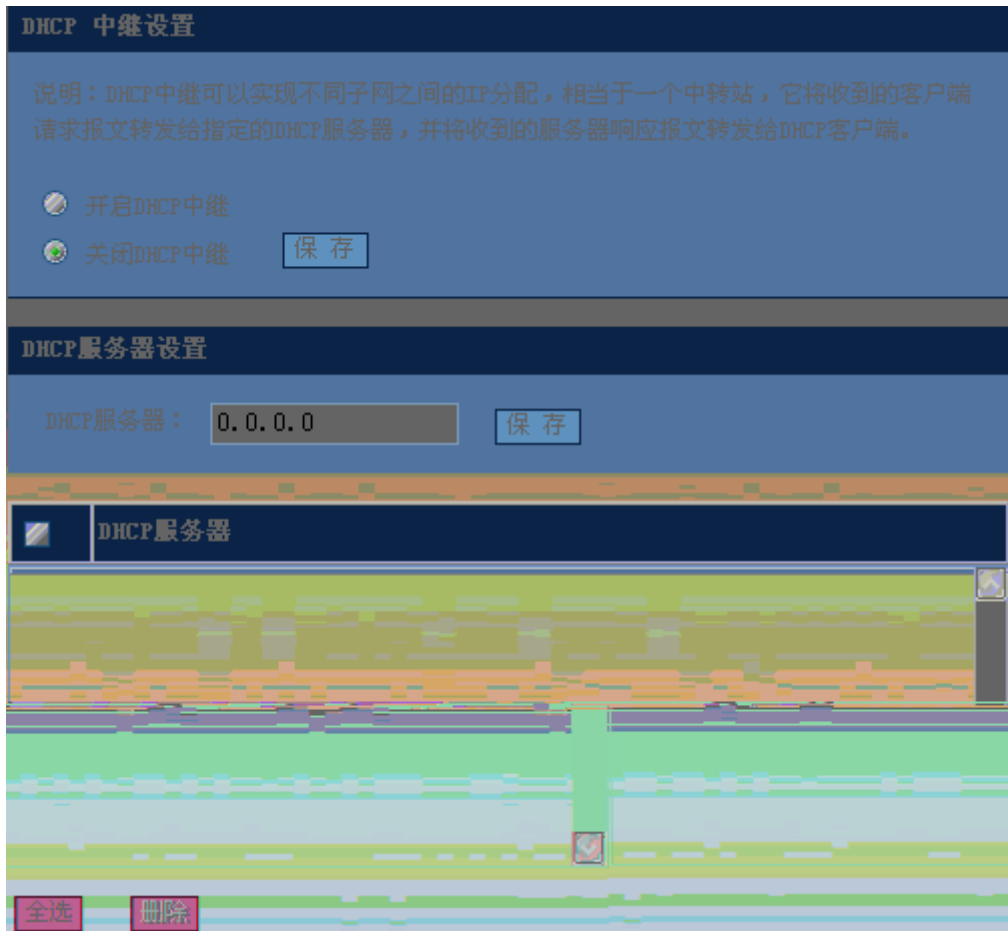 DHCP 中继设置
说明：DHCP中继可以实现不同子网之间的IP分配，相当于一个中转站，它将收到的客户端
请求报文转发给指定的DHCP服务器，并将收到的服务器响应报文转发给DHCP客户端。
开启DHCP中继
关闭DHCP中继 保存
DHCP服务器设置
DHCP服务器： 0.0.0.0 保存
DHCP服务器
全选 删除